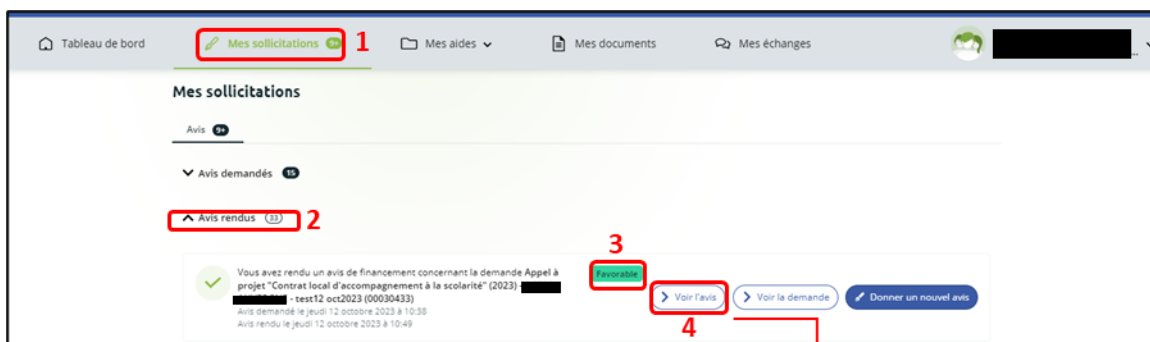 Tableau de bord Mes sollicitations 9+ 1 Mes aides Mes documents Mes échanges ...
Mes sollicitations
Avis 9+
Avis demandés 15
Avis rendus 33 2
3
Vous avez rendu un avis de financement concernant la demande Appel à Favorable
projet "Contrat local d'accompagnement à la scolarité" (2023) -
- test12 oct2023 (00030433) Voir l'avis Voir la demande Donner un nouvel avis
Avis demandé le jeudi 12 octobre 2023 à 10:38
Avis rendu le jeudi 12 octobre 2023 à 10:49
4